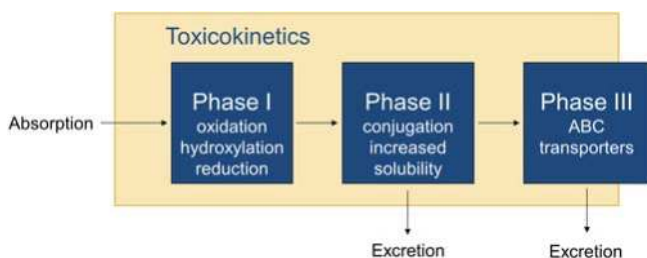 Toxicokinetics
Absorption
Phase I
oxidation
hydroxylation
reduction
Phase II
conjugation
increased
solubility
Phase III
ABC
transporters
Excretion
Excretion